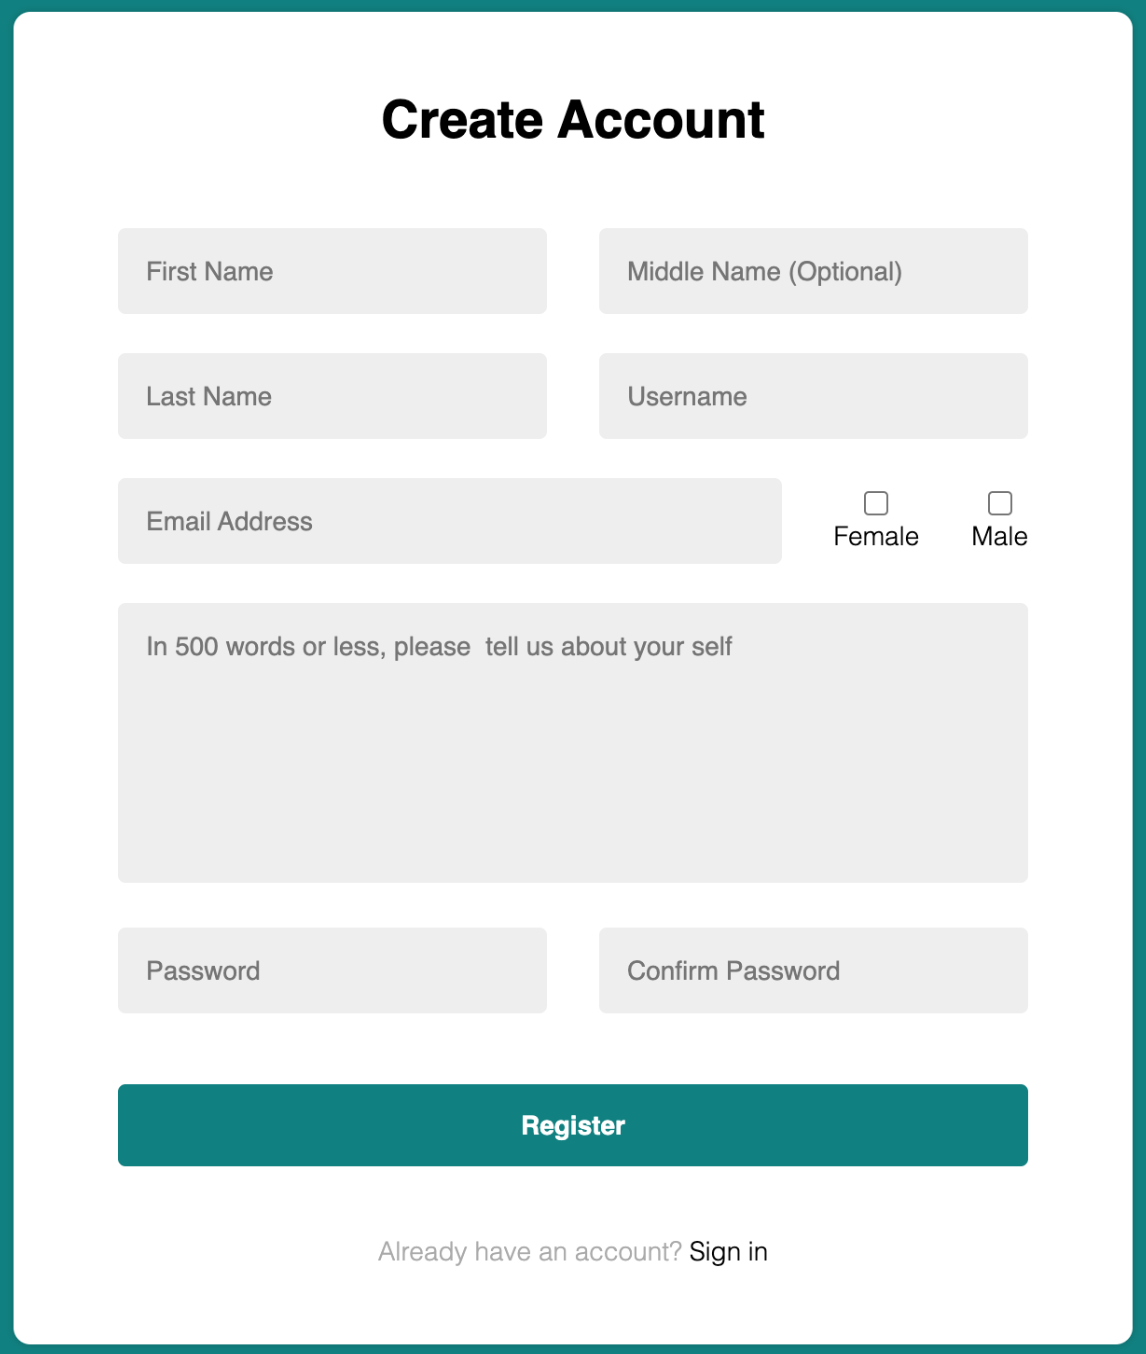 Create Account
First Name
Middle Name (Optional)
Last Name
Username
Email Address
Female
Male
In 500 words or less, please  tell us about your self
Password
Confirm Password
Register
Already have an account? Sign in